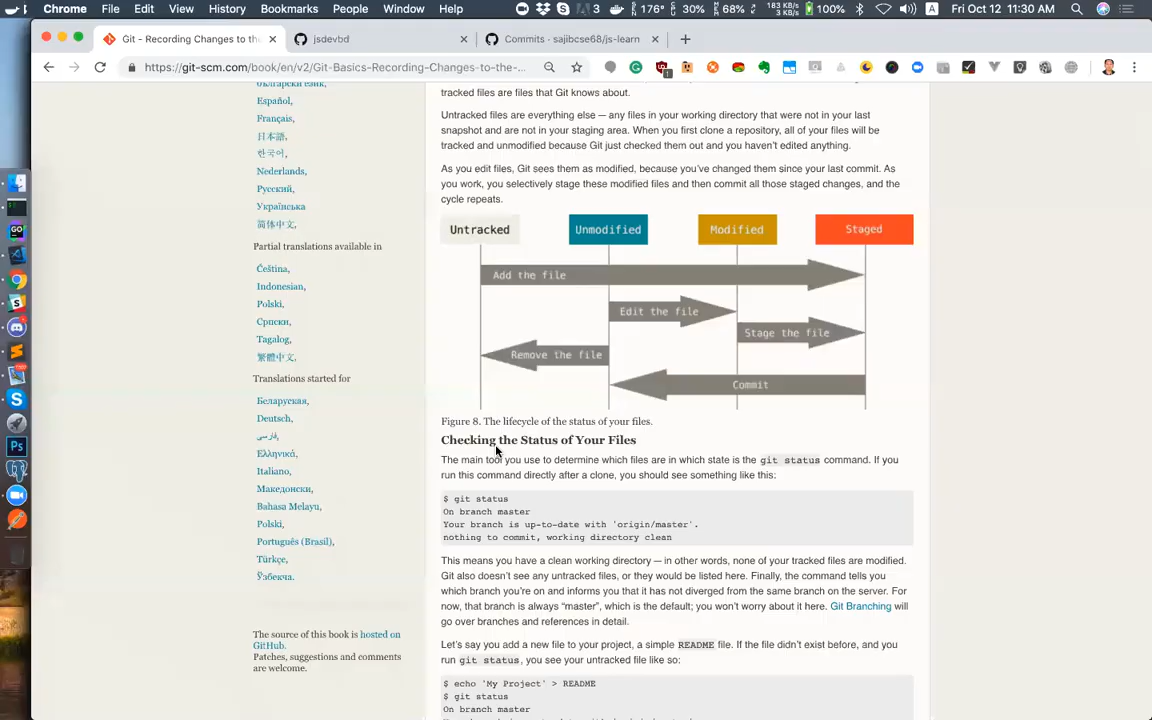 Chrome File Edit View History Bookmarks People Window Help 3 176° 30% 68% 183 KB/s 3 KB/s 100% A Fri Oct 12 11:30 AM
Git - Recording Changes to the jsdevbd Commits - sajibcse68/js-learn
https://git-scm.com/book/en/v2/Git-Basics-Recording-Changes-to-the-...
български език,
Español,
Français,
日本語,
한국어,
Nederlands,
Русский,
Українська
简体中文,
Partial translations available in
Čeština,
Indonesian,
Polski,
Српски,
Tagalog,
繁體中文,
Translations started for
Беларуская,
Deutsch,
فارسی,
Ελληνικά,
Italiano,
Македонски,
Bahasa Melayu,
Polski,
Português (Brasil),
Türkçe,
Ўзбекча.
The source of this book is hosted on
GitHub.
Patches, suggestions and comments
are welcome.
tracked files are files that Git knows about.
Untracked files are everything else — any files in your working directory that were not in your last
snapshot and are not in your staging area. When you first clone a repository, all of your files will be
tracked and unmodified because Git just checked them out and you haven't edited anything.
As you edit files, Git sees them as modified, because you've changed them since your last commit. As
you work, you selectively stage these modified files and then commit all those staged changes, and the
cycle repeats.
Untracked Unmodified Modified Staged
Add the file
Edit the file
Stage the file
Remove the file
Commit
Figure 8. The lifecycle of the status of your files.
Checking the Status of Your Files
The main tool you use to determine which files are in which state is the git status command. If you
run this command directly after a clone, you should see something like this:
$ git status
On branch master
Your branch is up-to-date with 'origin/master'.
nothing to commit, working directory clean
This means you have a clean working directory — in other words, none of your tracked files are modified.
Git also doesn't see any untracked files, or they would be listed here. Finally, the command tells you
which branch you're on and informs you that it has not diverged from the same branch on the server. For
now, that branch is always "master", which is the default; you won't worry about it here. Git Branching will
go over branches and references in detail.
Let's say you add a new file to your project, a simple README file. If the file didn't exist before, and you
run git status, you see your untracked file like so:
$ echo 'My Project' > README
$ git status
On branch master